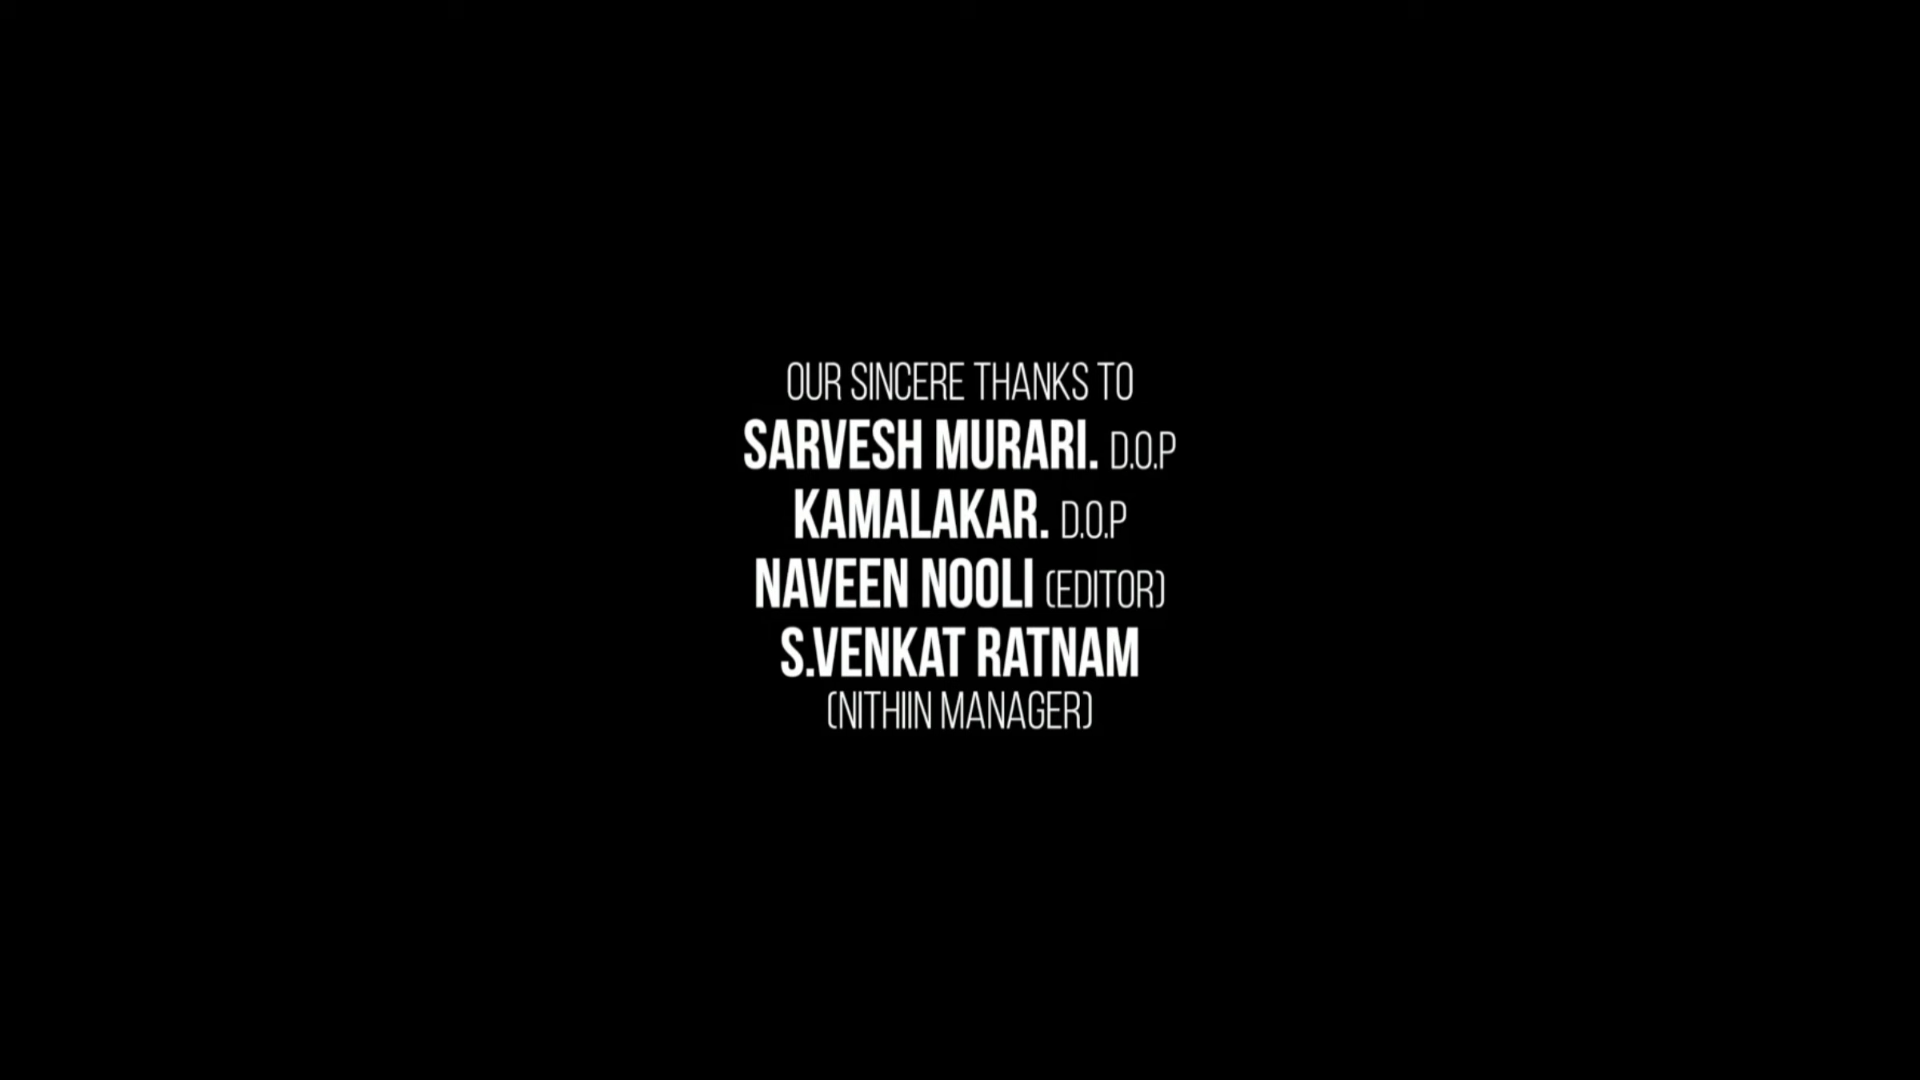 OUR SINCERE THANKS TO
SARVESH MURARI. D.O.P
KAMALAKAR. D.O.P
NAVEEN NOOLI (EDITOR)
S.VENKAT RATNAM
(NITHIIN MANAGER)